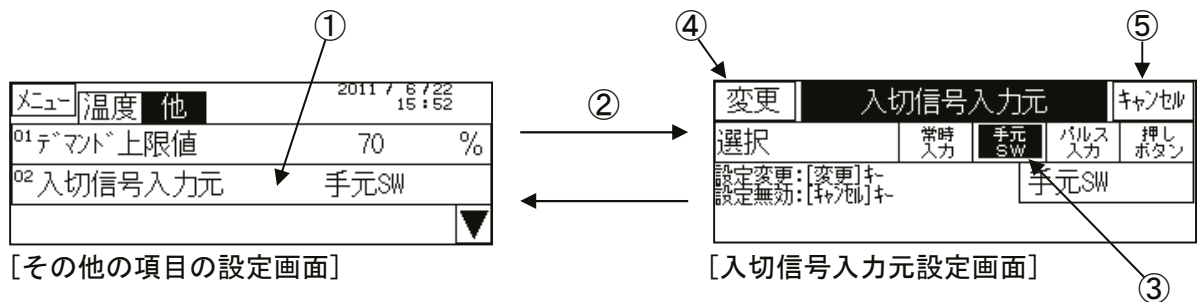 ①
④
⑤
メニュー 温度 他 2011 / 6 /22
15:52
01 デマンド上限値 70 %
02 入切信号入力元 手元SW
▼
②
変更 入切信号入力元 キャンセル
選択 常時入力 手元SW パルス入力 押しボタン
設定変更:[変更]キー
設定無効:[キャンセル]キー
手元SW
[その他の項目の設定画面]
[入切信号入力元設定画面]
③